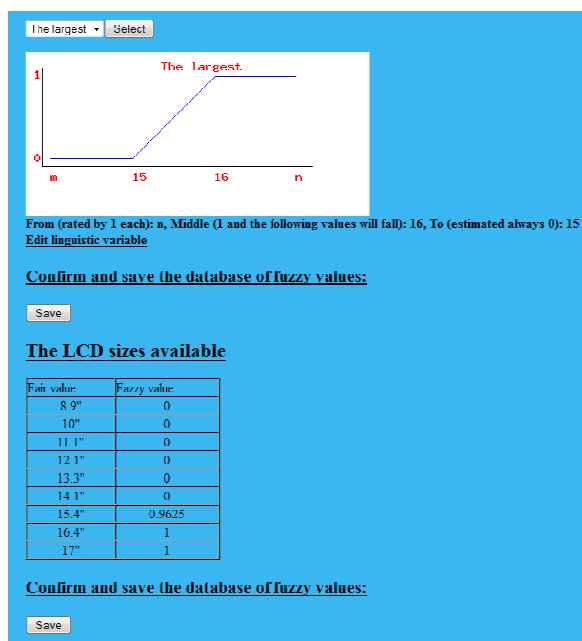 The largest Select
The largest
1
0
m 15 16 n
From (rated by 1 each): n, Middle (1 and the following values will fall): 16, To (estimated always 0): 15
Edit linguistic variable
Confirm and save the database of fuzzy values:
Save
The LCD sizes available
Fair value Fazzy value
8.9" 0
10" 0
11.1" 0
12.1" 0
13.3" 0
14.1" 0
15.4" 0.9625
16.4" 1
17" 1
Confirm and save the database of fuzzy values:
Save